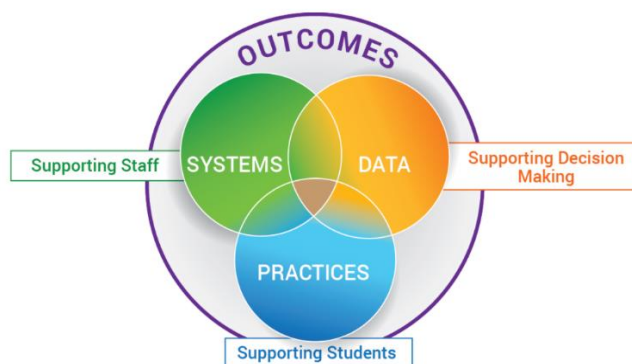 OUTCOMES
Supporting Staff
SYSTEMS
DATA
Supporting Decision
Making
PRACTICES
Supporting Students